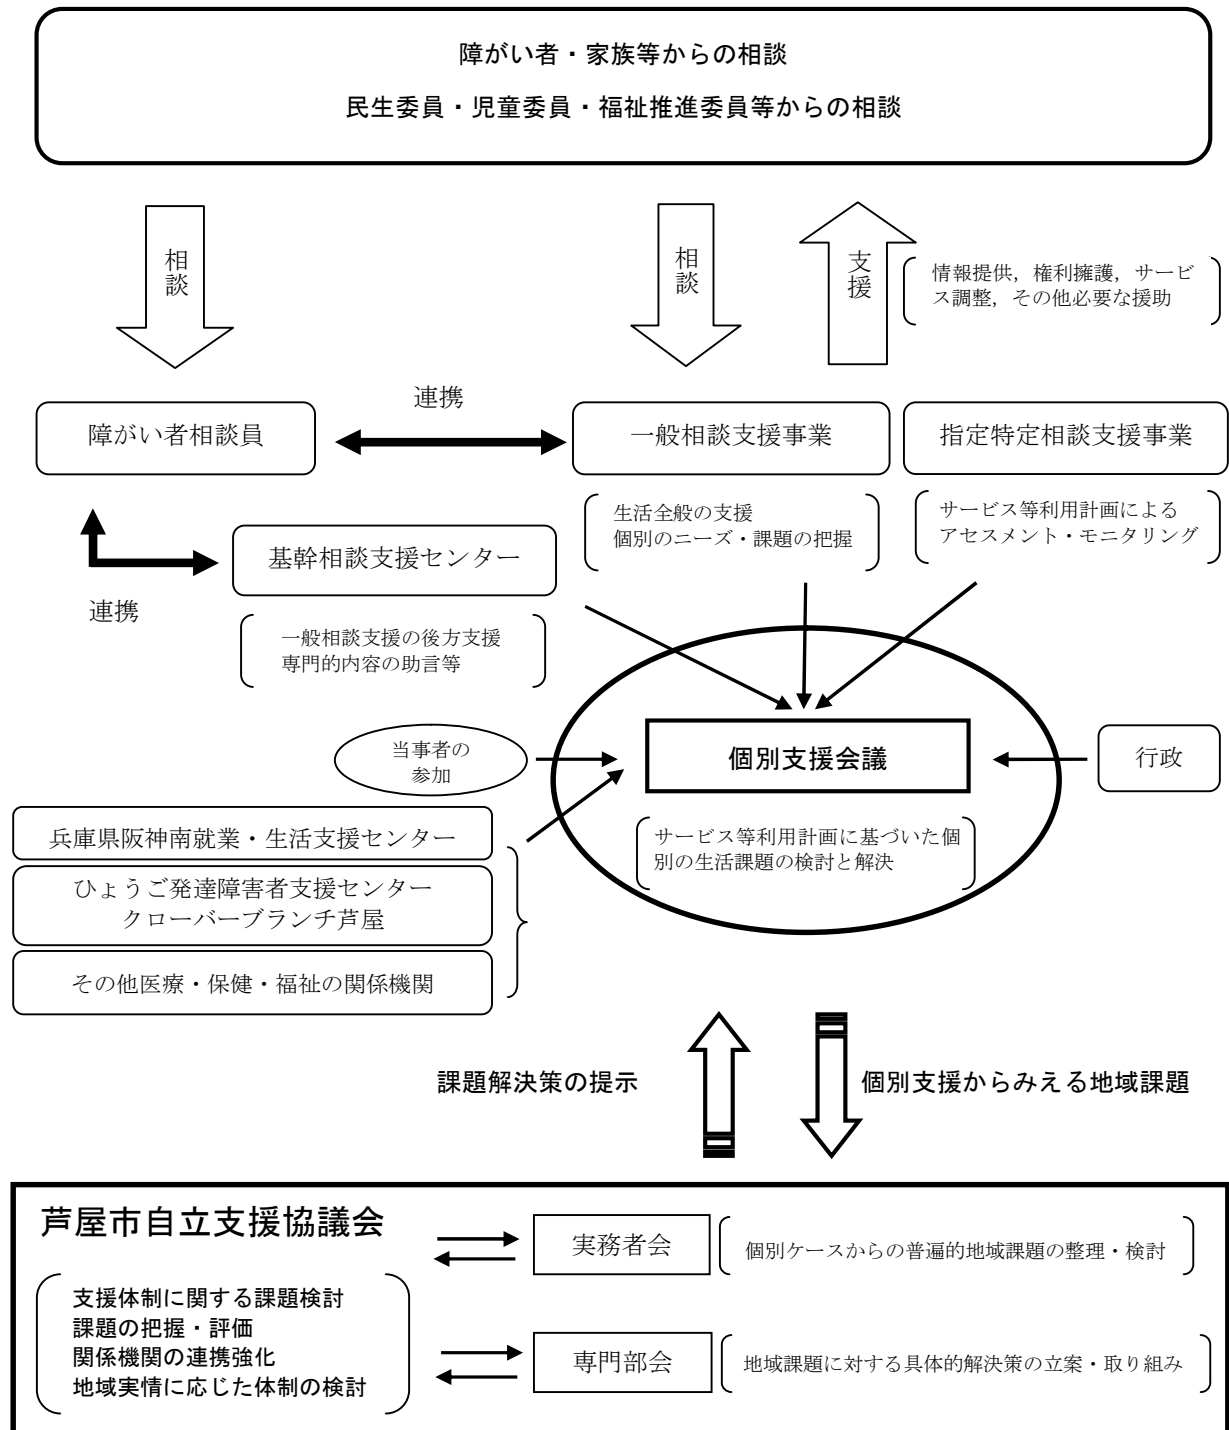 障がい者・家族等からの相談
民生委員・児童委員・福祉推進委員等からの相談
相談
相談
支援
情報提供，権利擁護，サービ
ス調整，その他必要な援助
障がい者相談員
連携
一般相談支援事業
指定特定相談支援事業
生活全般の支援
個別のニーズ・課題の把握
サービス等利用計画による
アセスメント・モニタリング
連携
基幹相談支援センター
一般相談支援の後方支援
専門的内容の助言等
当事者の
参加
個別支援会議
行政
サービス等利用計画に基づいた個
別の生活課題の検討と解決
兵庫県阪神南就業・生活支援センター
ひょうご発達障害者支援センター
クローバーブランチ芦屋
その他医療・保健・福祉の関係機関
課題解決策の提示
個別支援からみえる地域課題
芦屋市自立支援協議会
支援体制に関する課題検討
課題の把握・評価
関係機関の連携強化
地域実情に応じた体制の検討
実務者会
個別ケースからの普遍的地域課題の整理・検討
専門部会
地域課題に対する具体的解決策の立案・取り組み